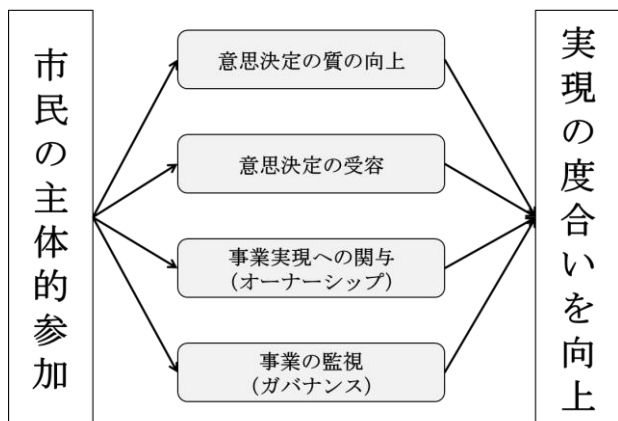 市民の主体的参加
意思決定の質の向上
意思決定の受容
事業実現への関与
(オーナーシップ)
事業の監視
(ガバナンス)
実現の度合いを向上